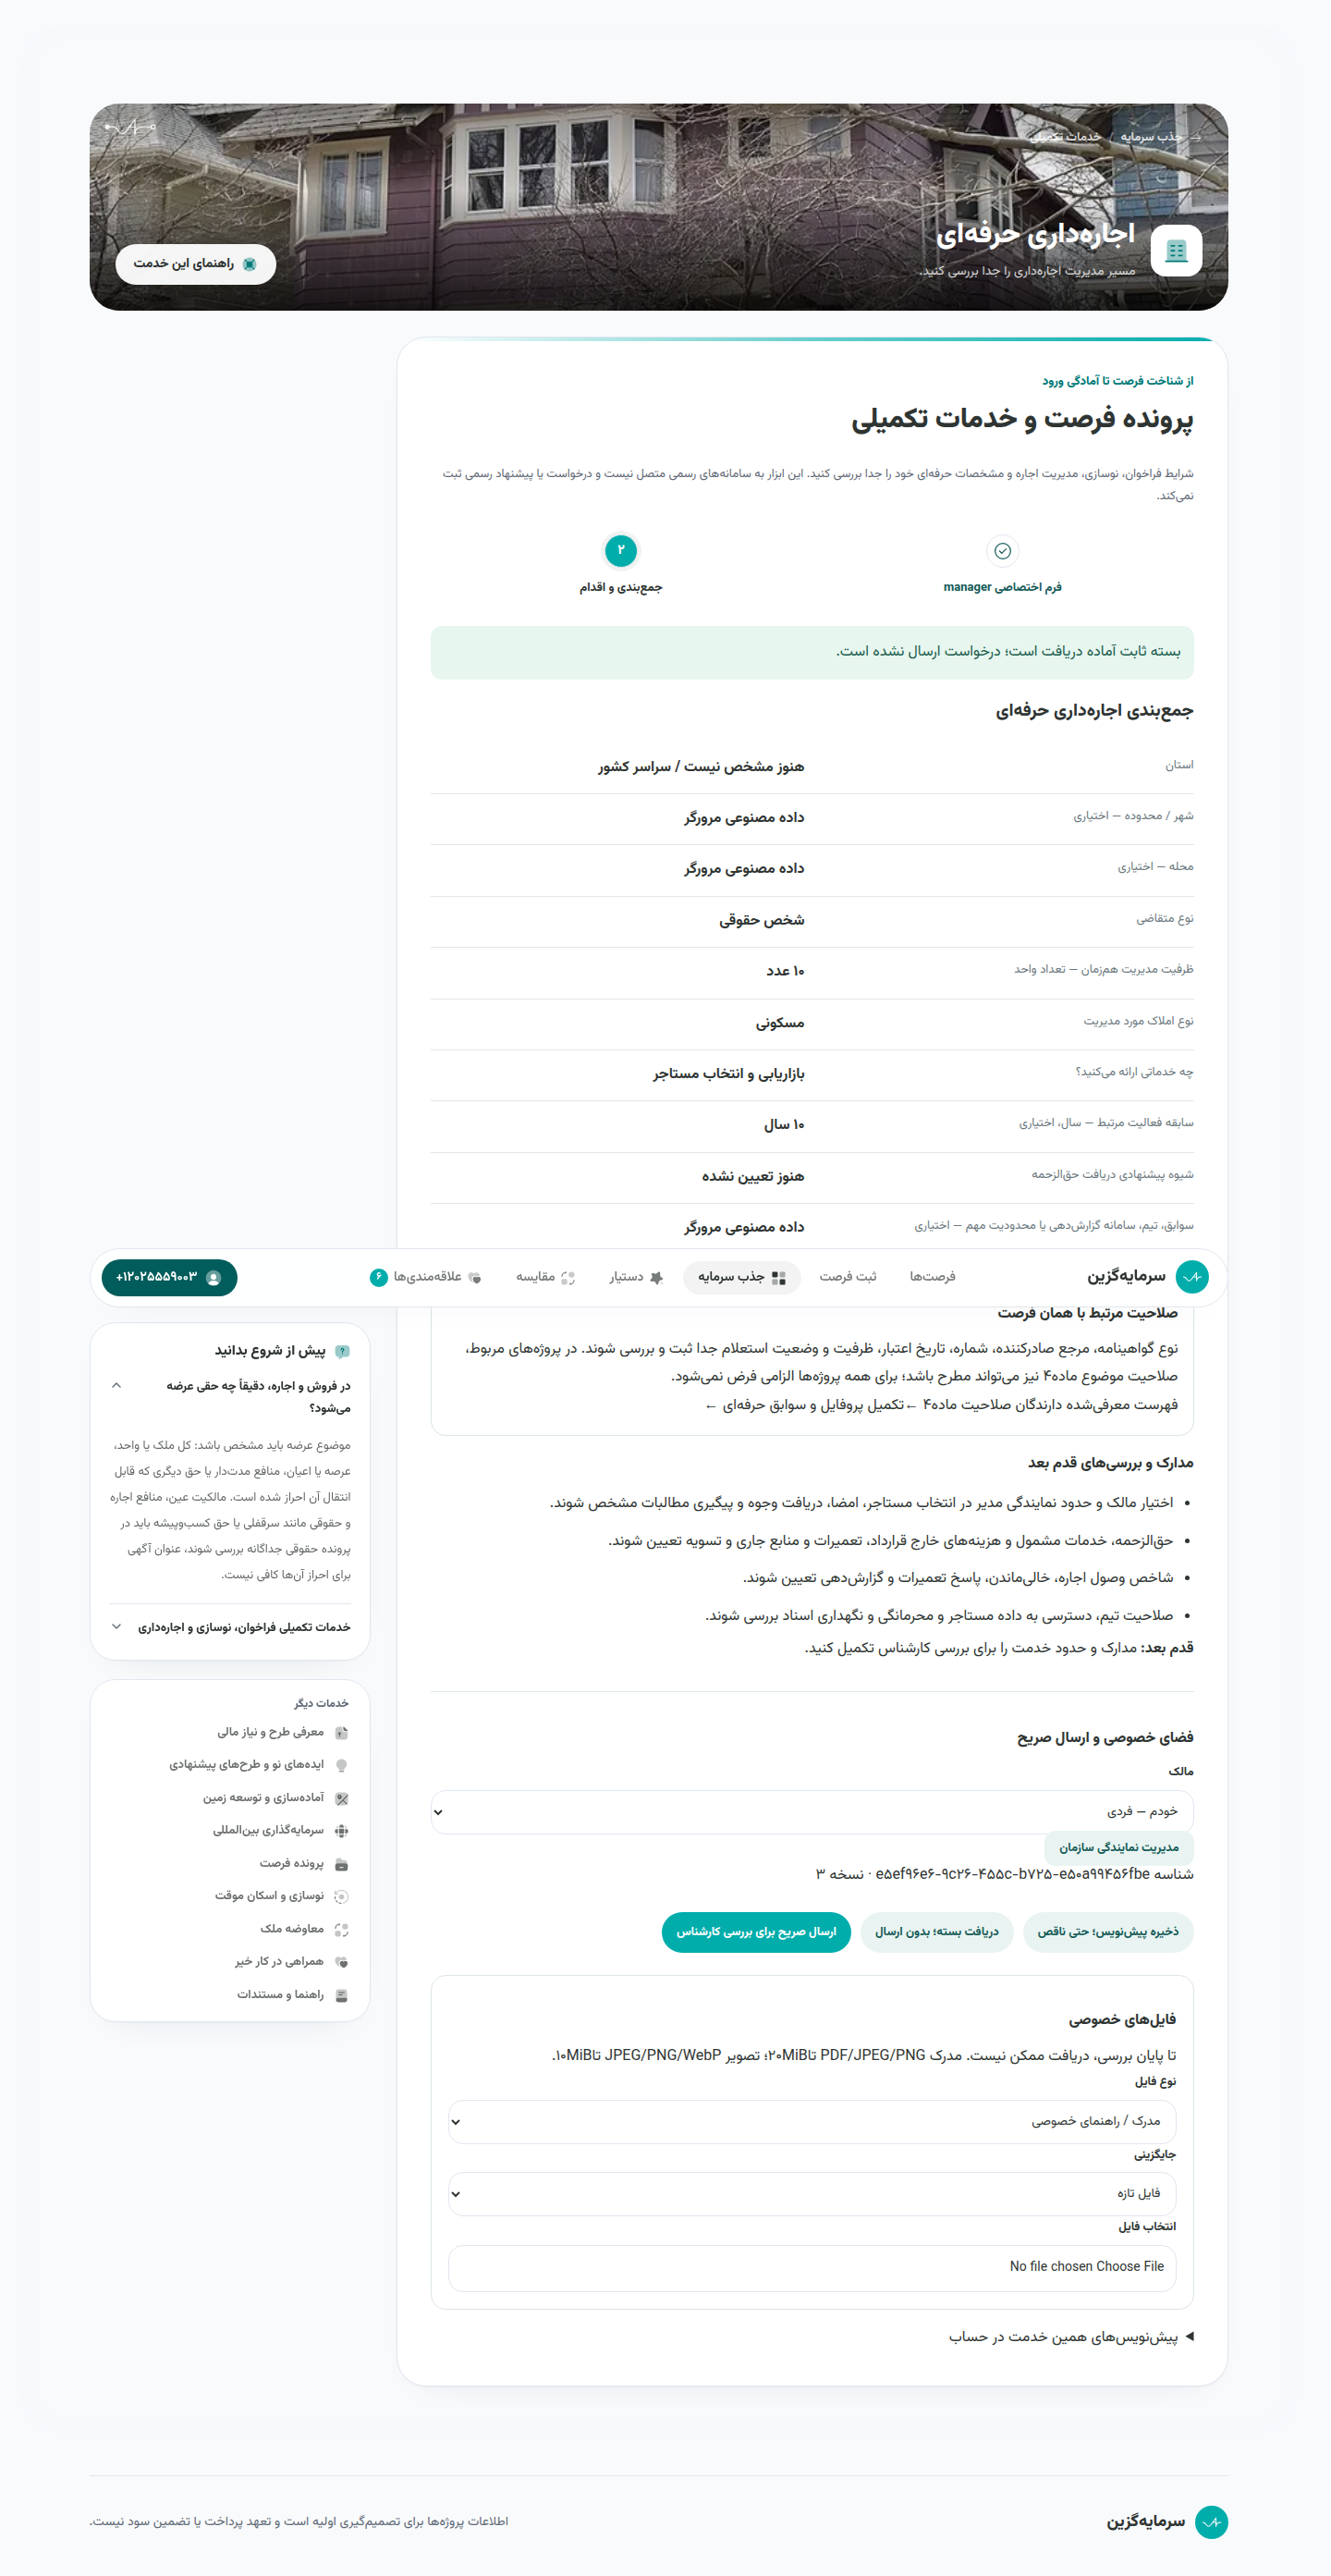 جذب سرمایه / خدمات تکمیلی
اجاره‌داری حرفه‌ای
مسیر مدیریت اجاره‌داری را جدا بررسی کنید.
راهنمای این خدمت
از شناخت فرصت تا آمادگی ورود
پرونده فرصت و خدمات تکمیلی
شرایط فراخوان، نوسازی، مدیریت اجاره و مشخصات حرفه‌ای خود را جدا بررسی کنید. این ابزار به سامانه‌های رسمی متصل نیست و درخواست یا پیشنهاد رسمی ثبت
نمی‌کند.
فرم اختصاصی manager
۲
جمع‌بندی و اقدام
بسته ثابت آماده دریافت است؛ درخواست ارسال نشده است.
جمع‌بندی اجاره‌داری حرفه‌ای
استان
هنوز مشخص نیست / سراسر کشور
شهر / محدوده — اختیاری
داده مصنوعی مرورگر
محله — اختیاری
داده مصنوعی مرورگر
نوع متقاضی
شخص حقوقی
ظرفیت مدیریت هم‌زمان — تعداد واحد
۱۰ عدد
نوع املاک مورد مدیریت
مسکونی
چه خدماتی ارائه می‌کنید؟
بازاریابی و انتخاب مستاجر
سابقه فعالیت مرتبط — سال، اختیاری
۱۰ سال
شیوه پیشنهادی دریافت حق‌الزحمه
هنوز تعیین نشده
سوابق، تیم، سامانه گزارش‌دهی یا محدودیت مهم — اختیاری
داده مصنوعی مرورگر
سرمایه‌گزین
فرصت‌ها
ثبت فرصت
جذب سرمایه
دستیار
مقایسه
علاقه‌مندی‌ها ۶
+۱۲۰۲۵۵۵۹۰۰۳
صلاحیت مرتبط با همان فرصت
نوع گواهینامه، مرجع صادرکننده، شماره، تاریخ اعتبار، ظرفیت و وضعیت استعلام جدا ثبت و بررسی شوند. در پروژه‌های مربوط،
صلاحیت موضوع ماده۴ نیز می‌تواند مطرح باشد؛ برای همه پروژه‌ها الزامی فرض نمی‌شود.
فهرست معرفی‌شده دارندگان صلاحیت ماده۴ ←تکمیل پروفایل و سوابق حرفه‌ای ←
مدارک و بررسی‌های قدم بعد
• اختیار مالک و حدود نمایندگی مدیر در انتخاب مستاجر، امضا، دریافت وجوه و پیگیری مطالبات مشخص شوند.
• حق‌الزحمه، خدمات مشمول و هزینه‌های خارج قرارداد، تعمیرات و منابع جاری و تسویه تعیین شوند.
• شاخص وصول اجاره، خالی‌ماندن، پاسخ تعمیرات و گزارش‌دهی تعیین شوند.
• صلاحیت تیم، دسترسی به داده مستاجر و محرمانگی و نگهداری اسناد بررسی شوند.
قدم بعد: مدارک و حدود خدمت را برای بررسی کارشناس تکمیل کنید.
فضای خصوصی و ارسال صریح
مالک
خودم — فردی
مدیریت نمایندگی سازمان
شناسه e۵ef۹۶e۶-۹c۲۶-۴۵۵c-b۷۲۵-e۵۰a۹۹۴۵۶fbe · نسخه ۳
ذخیره پیش‌نویس؛ حتی ناقص
دریافت بسته؛ بدون ارسال
ارسال صریح برای بررسی کارشناس
فایل‌های خصوصی
تا پایان بررسی، دریافت ممکن نیست. مدرک PDF/JPEG/PNG تا۲۰MiB؛ تصویر JPEG/PNG/WebP تا۱۰MiB.
نوع فایل
مدرک / راهنمای خصوصی
جایگزینی
فایل تازه
انتخاب فایل
No file chosen Choose File
پیش‌نویس‌های همین خدمت در حساب
پیش از شروع بدانید
در فروش و اجاره، دقیقاً چه حقی عرضه
می‌شود؟
موضوع عرضه باید مشخص باشد: کل ملک یا واحد،
عرصه یا اعیان، منافع مدت‌دار یا حق دیگری که قابل
انتقال آن احراز شده است. مالکیت عین، منافع اجاره
و حقوقی مانند سرقفلی یا حق کسب‌وپیشه باید در
پرونده حقوقی جداگانه بررسی شوند، عنوان آگهی
برای احراز آن‌ها کافی نیست.
خدمات تکمیلی فراخوان، نوسازی و اجاره‌داری
خدمات دیگر
معرفی طرح و نیاز مالی
ایده‌های نو و طرح‌های پیشنهادی
آماده‌سازی و توسعه زمین
سرمایه‌گذاری بین‌المللی
پرونده فرصت
نوسازی و اسکان موقت
معاوضه ملک
همراهی در کار خیر
راهنما و مستندات
سرمایه‌گزین
اطلاعات پروژه‌ها برای تصمیم‌گیری اولیه است و تعهد پرداخت یا تضمین سود نیست.